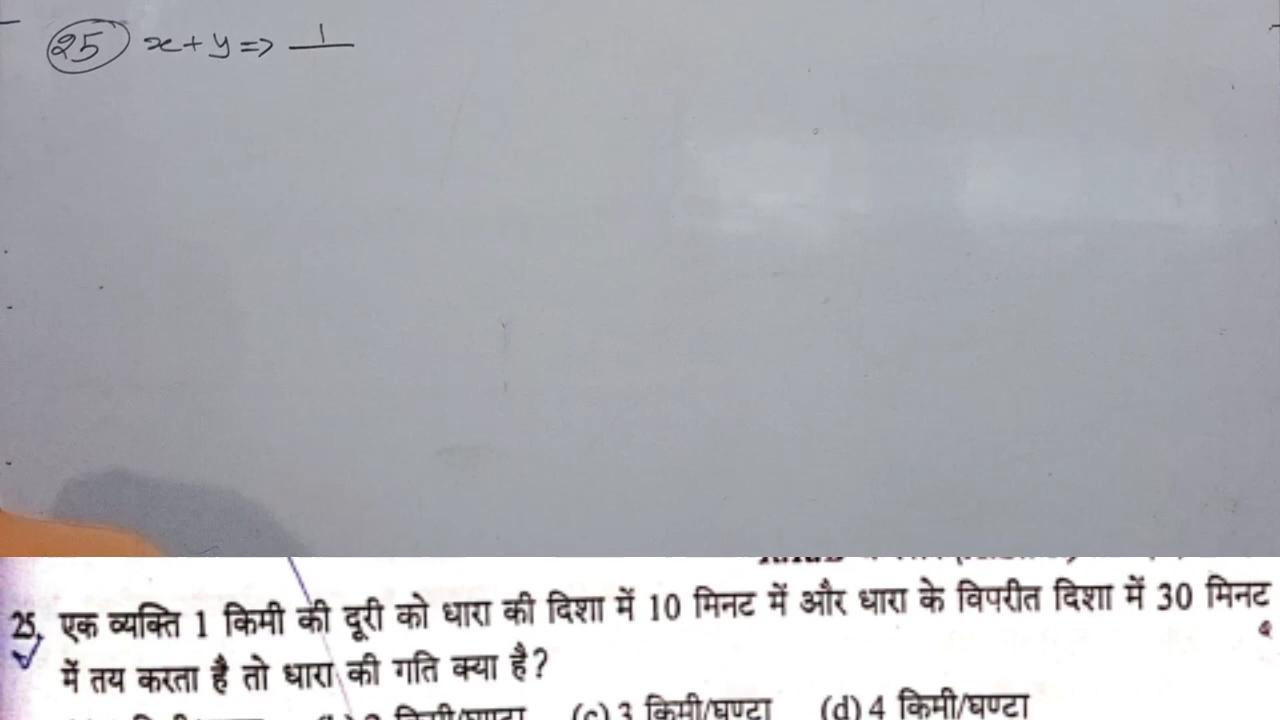 25 x+y => 1
25. एक व्यक्ति 1 किमी की दूरी को धारा की दिशा में 10 मिनट में और धारा के विपरीत दिशा में 30 मिनट
में तय करता है तो धारा की गति क्या है?
(c) 3 किमी/घण्टा (d) 4 किमी/घण्टा